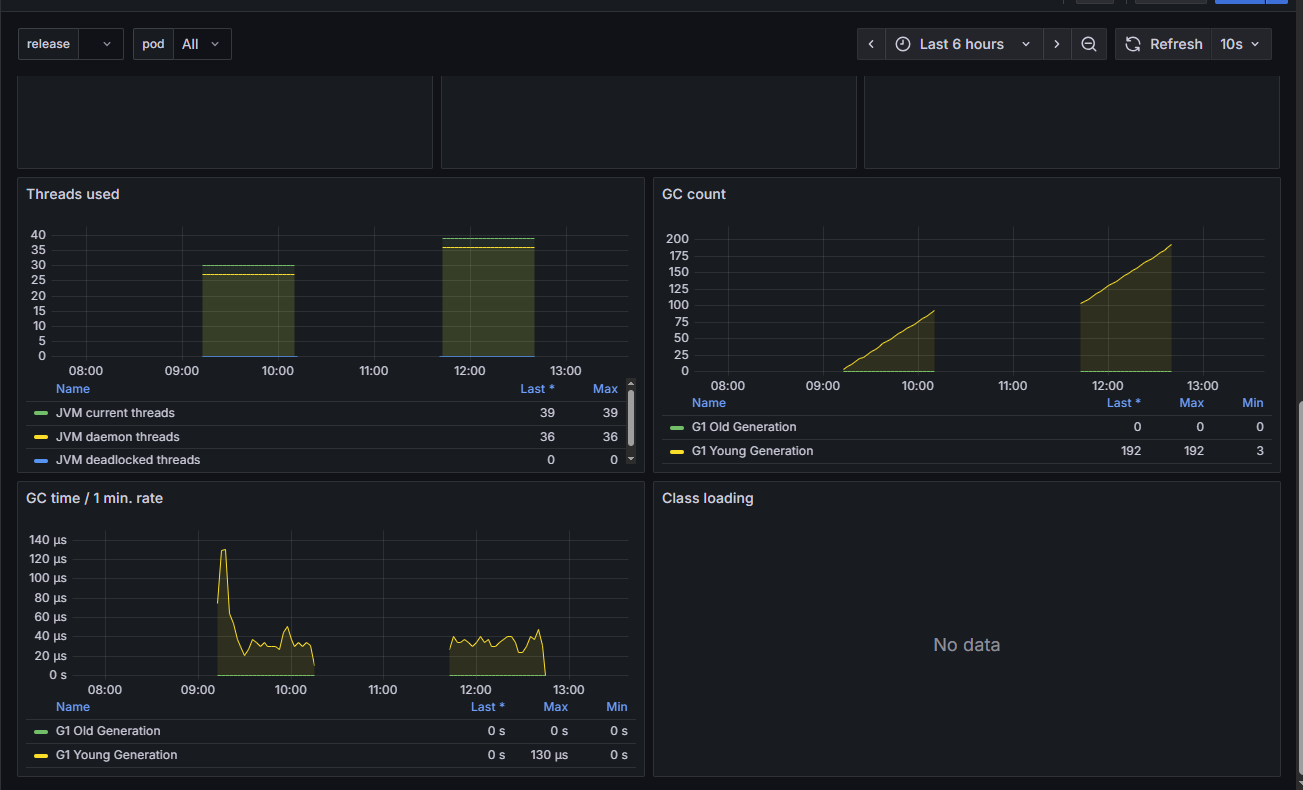 release
pod All
Last 6 hours
Refresh 10s
Threads used
40
35
30
25
20
15
10
5
0
08:00 09:00 10:00 11:00 12:00 13:00
Name Last * Max
JVM current threads 39 39
JVM daemon threads 36 36
JVM deadlocked threads 0 0
GC count
200
175
150
125
100
75
50
25
0
08:00 09:00 10:00 11:00 12:00 13:00
Name Last * Max Min
G1 Old Generation 0 0 0
G1 Young Generation 192 192 3
GC time / 1 min. rate
140 µs
120 µs
100 µs
80 µs
60 µs
40 µs
20 µs
0 s
08:00 09:00 10:00 11:00 12:00 13:00
Name Last * Max Min
G1 Old Generation 0 s 0 s 0 s
G1 Young Generation 0 s 130 µs 0 s
Class loading
No data